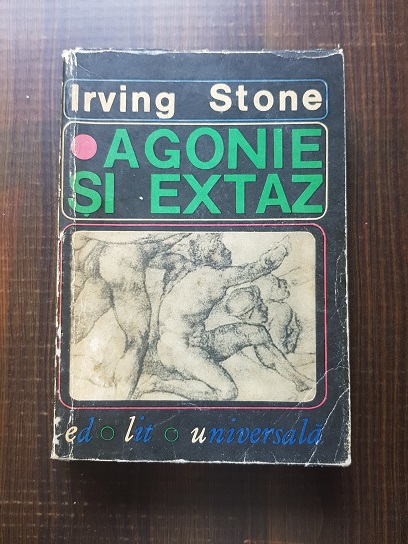 Irving Stone
AGONIE
ȘI EXTAZ
ed lit universală